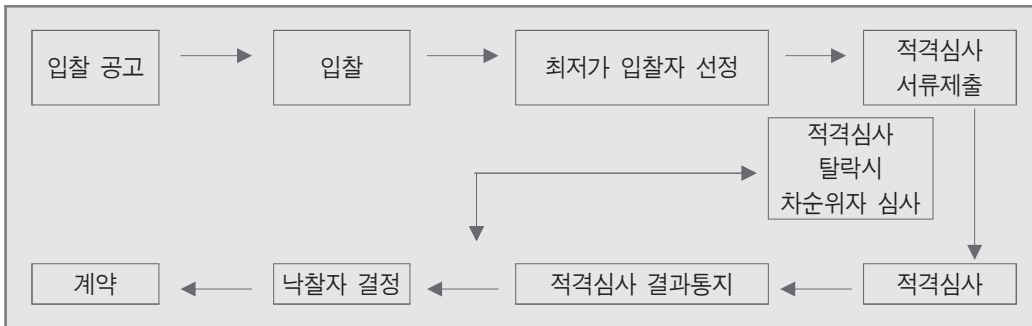 입찰 공고
입찰
최저가 입찰자 선정
적격심사
서류제출
적격심사
탈락시
차순위자 심사
계약
낙찰자 결정
적격심사 결과통지
적격심사